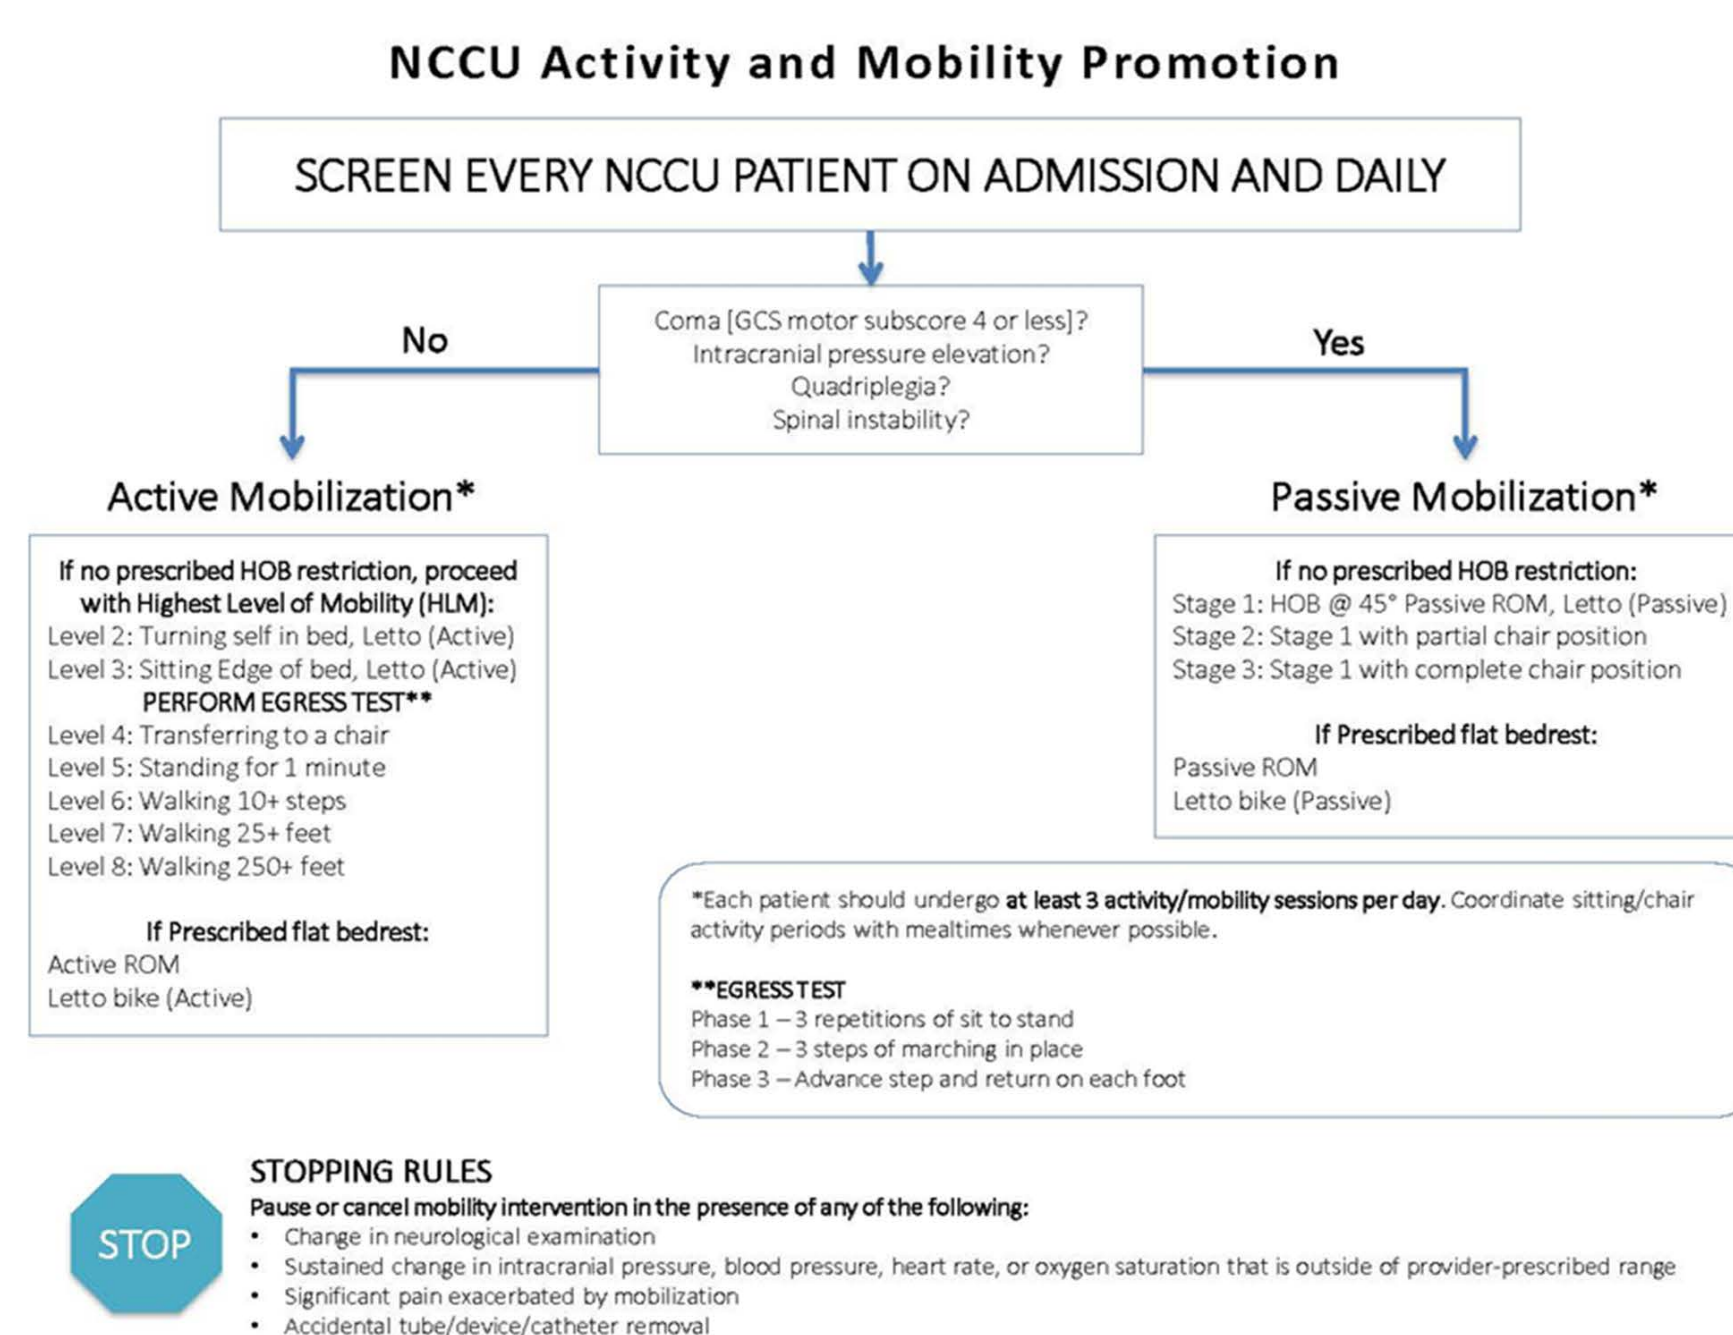 NCCU Activity and Mobility Promotion
SCREEN EVERY NCCU PATIENT ON ADMISSION AND DAILY
Coma [GCS motor subscore 4 or less]?
Intracranial pressure elevation?
Quadriplegia?
Spinal instability?
No
Yes
Active Mobilization*
If no prescribed HOB restriction, proceed
with Highest Level of Mobility (HLM):
Level 2: Turning self in bed, Letto (Active)
Level 3: Sitting Edge of bed, Letto (Active)
PERFORM EGRESS TEST**
Level 4: Transferring to a chair
Level 5: Standing for 1 minute
Level 6: Walking 10+ steps
Level 7: Walking 25+ feet
Level 8: Walking 250+ feet
If Prescribed flat bedrest:
Active ROM
Letto bike (Active)
Passive Mobilization*
If no prescribed HOB restriction:
Stage 1: HOB @ 45° Passive ROM, Letto (Passive)
Stage 2: Stage 1 with partial chair position
Stage 3: Stage 1 with complete chair position
If Prescribed flat bedrest:
Passive ROM
Letto bike (Passive)
*Each patient should undergo at least 3 activity/mobility sessions per day. Coordinate sitting/chair
activity periods with mealtimes whenever possible.
**EGRESS TEST
Phase 1 – 3 repetitions of sit to stand
Phase 2 – 3 steps of marching in place
Phase 3 – Advance step and return on each foot
STOP
STOPPING RULES
Pause or cancel mobility intervention in the presence of any of the following:
• Change in neurological examination
• Sustained change in intracranial pressure, blood pressure, heart rate, or oxygen saturation that is outside of provider-prescribed range
• Significant pain exacerbated by mobilization
• Accidental tube/device/catheter removal